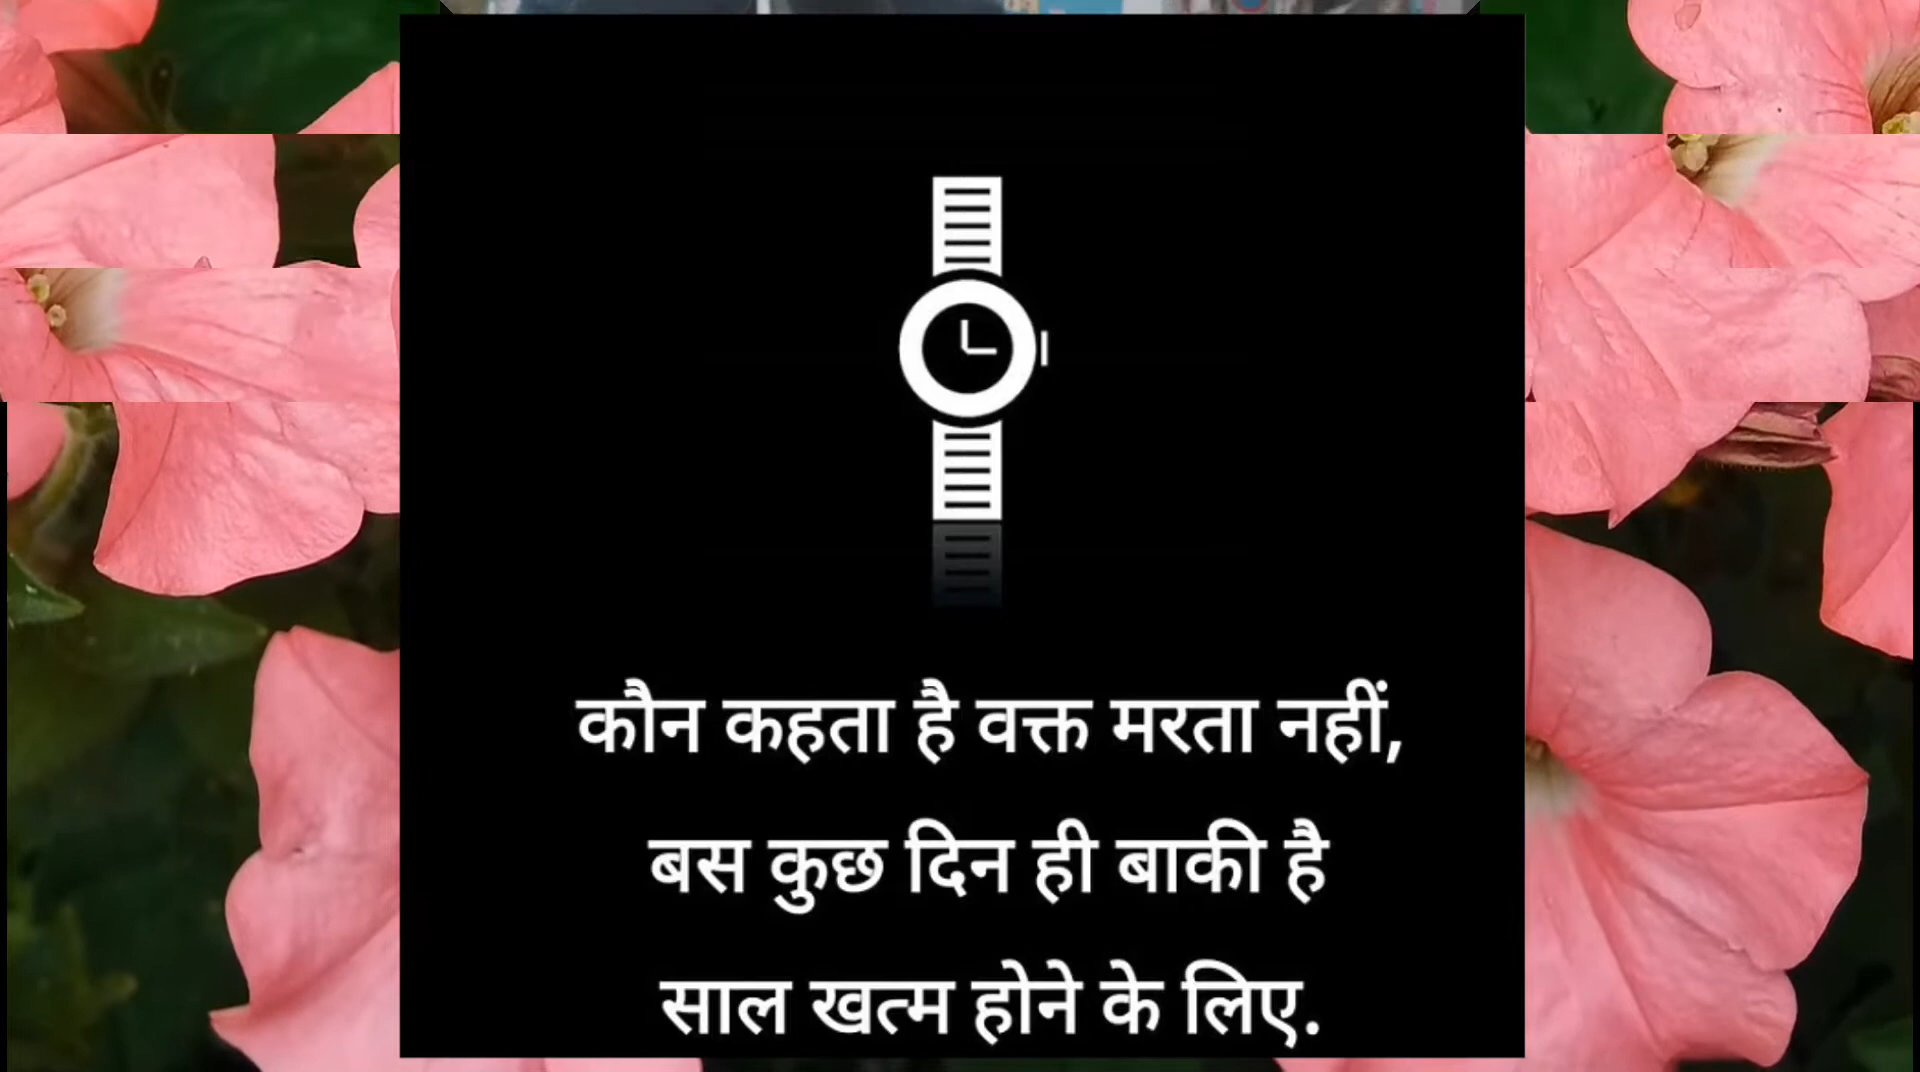 कौन कहता है वक्त मरता नहीं,
बस कुछ दिन ही बाकी है
साल खत्म होने के लिए.